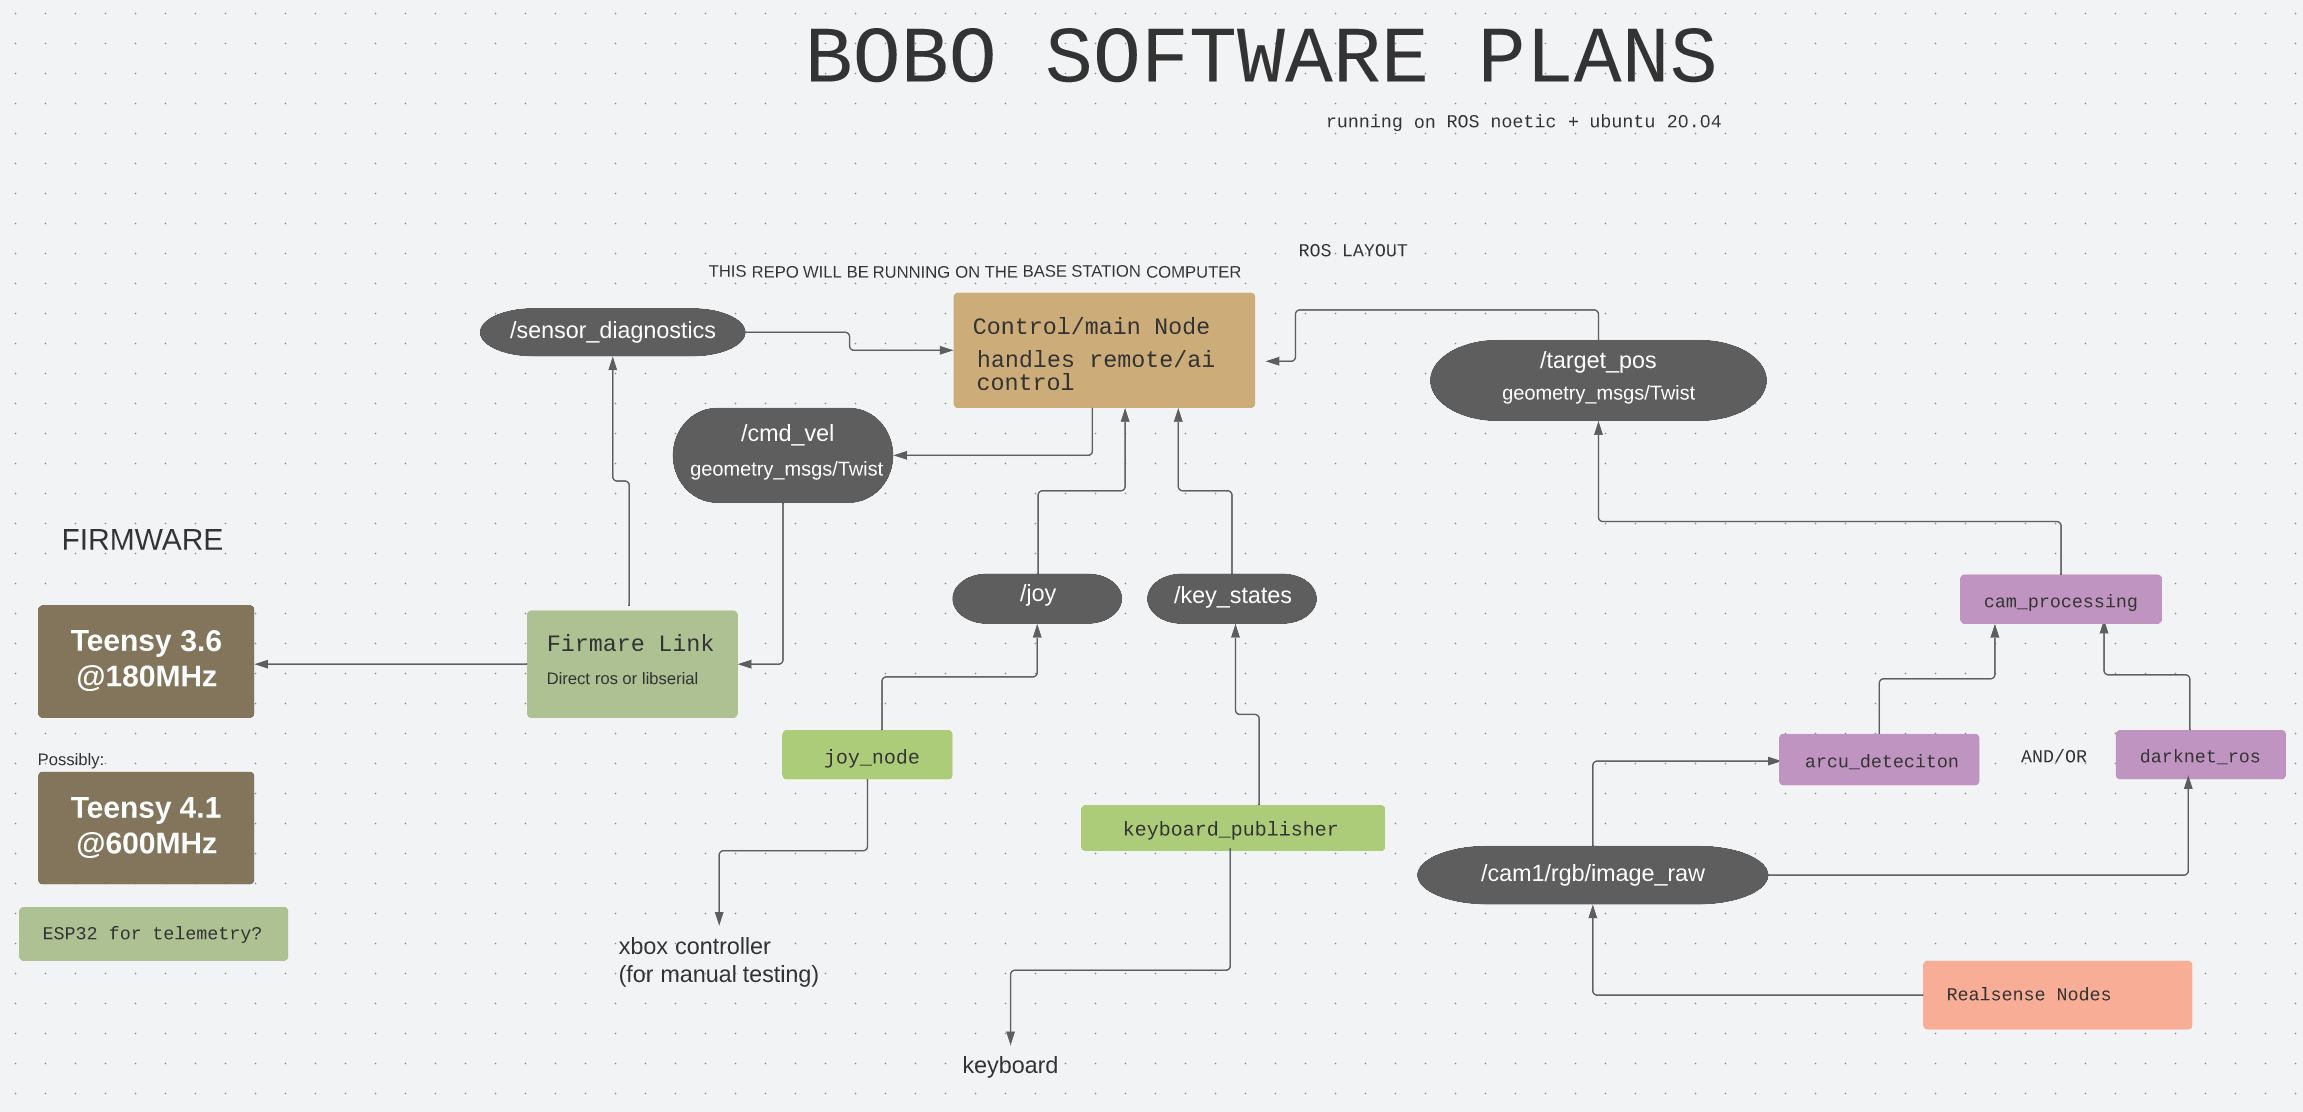 BOBO SOFTWARE PLANS
running on ROS noetic + ubuntu 20.04
ROS LAYOUT
THIS REPO WILL BE RUNNING ON THE BASE STATION COMPUTER
/sensor_diagnostics
Control/main Node
handles remote/ai
control
/target_pos
geometry_msgs/Twist
/cmd_vel
geometry_msgs/Twist
FIRMWARE
/joy
/key_states
cam_processing
Teensy 3.6
@180MHz
Firmare Link
Direct ros or libserial
Possibly:
joy_node
arcu_deteciton
AND/OR
darknet_ros
Teensy 4.1
@600MHz
keyboard_publisher
/cam1/rgb/image_raw
ESP32 for telemetry?
xbox controller
(for manual testing)
Realsense Nodes
keyboard